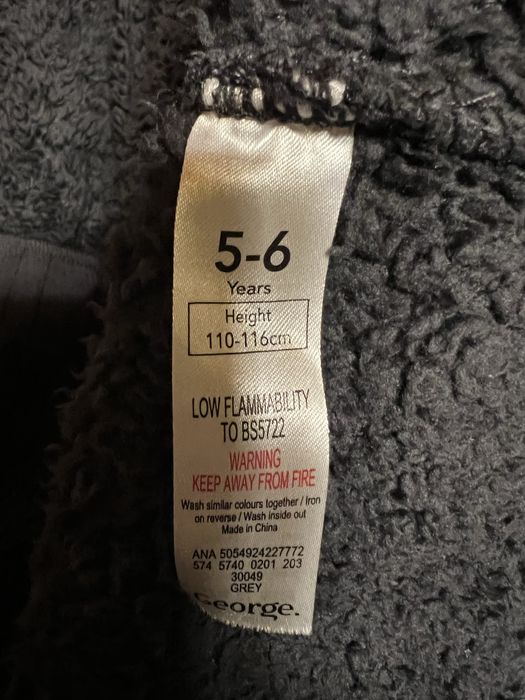 5-6
Years
Height
110-116cm
LOW FLAMMABILITY
TO BS5722
WARNING
KEEP AWAY FROM FIRE
Wash similar colours together / Iron
on reverse / Wash inside out
Made in China
ANA 5054924227772
574 5740 0201 203
30049
GREY
George.